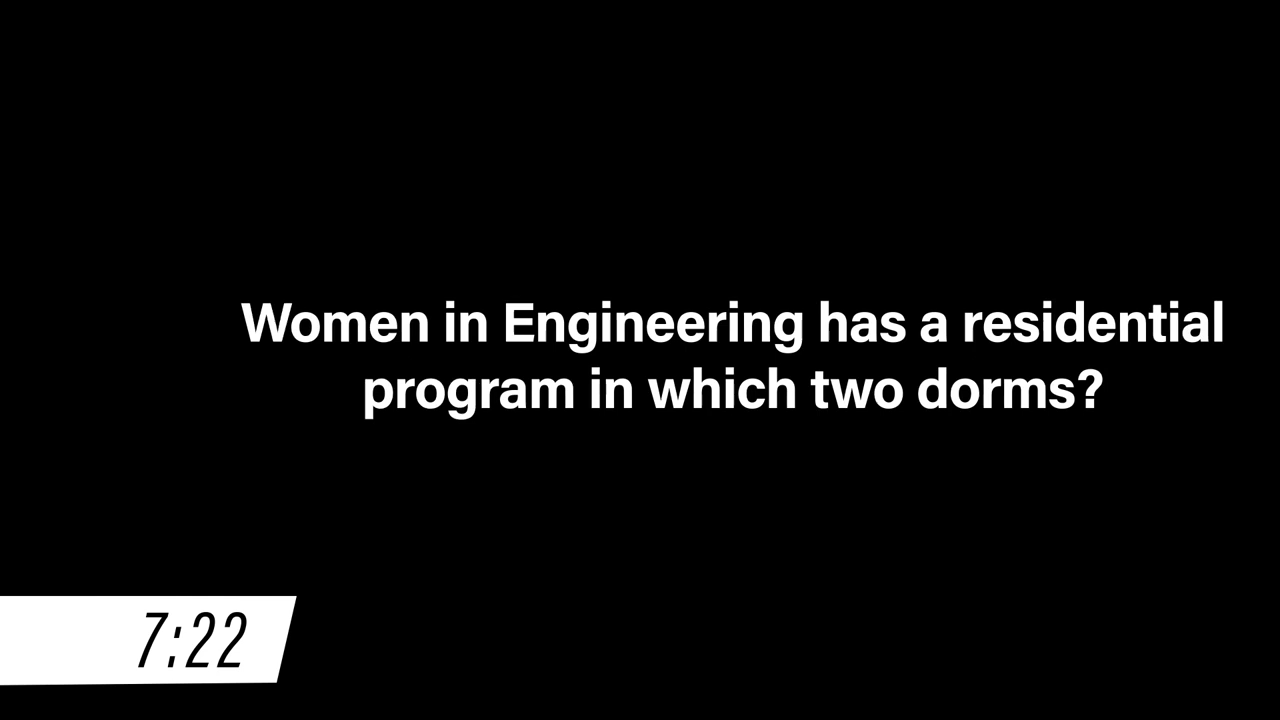 Women in Engineering has a residential
program in which two dorms?
7:22